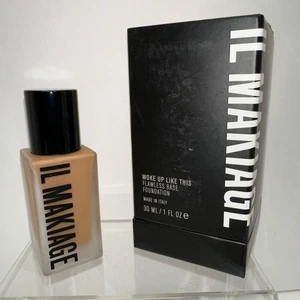 IL MAKIAGE
IL MAKIAGE
WOKE UP LIKE THIS
FLAWLESS BASE
FOUNDATION
MADE IN ITALY
30 ML/1 FL OZ ℮